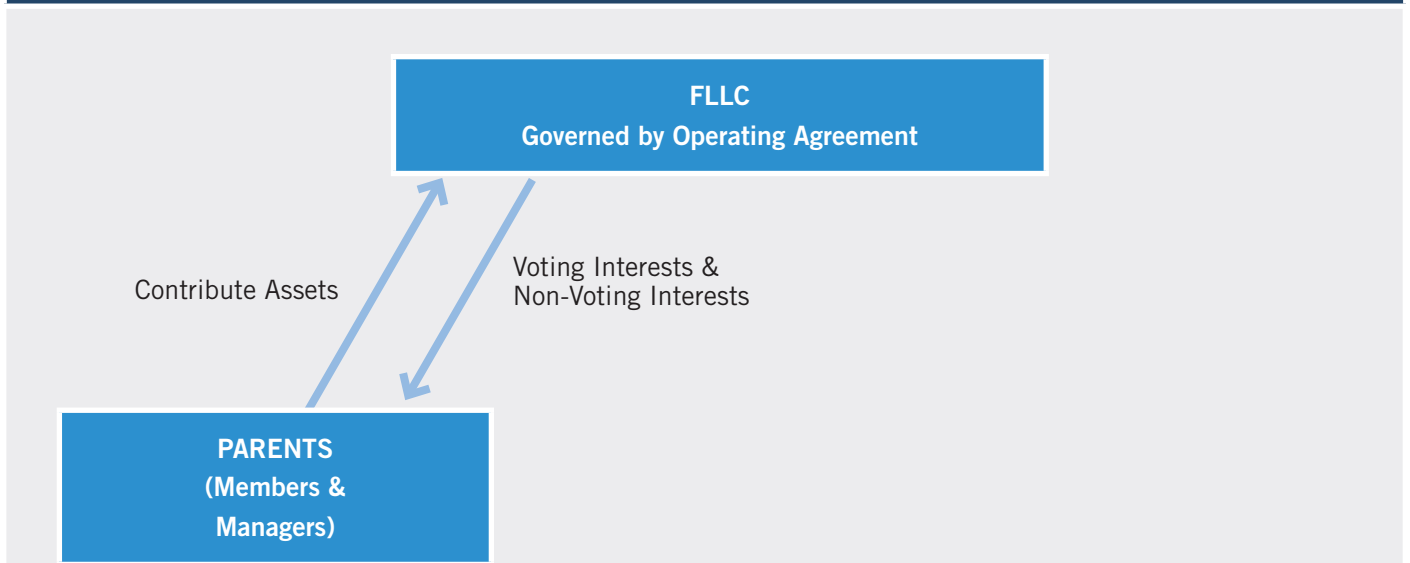 FLLC
Governed by Operating Agreement
Contribute Assets
Voting Interests &
Non-Voting Interests
PARENTS
(Members &
Managers)